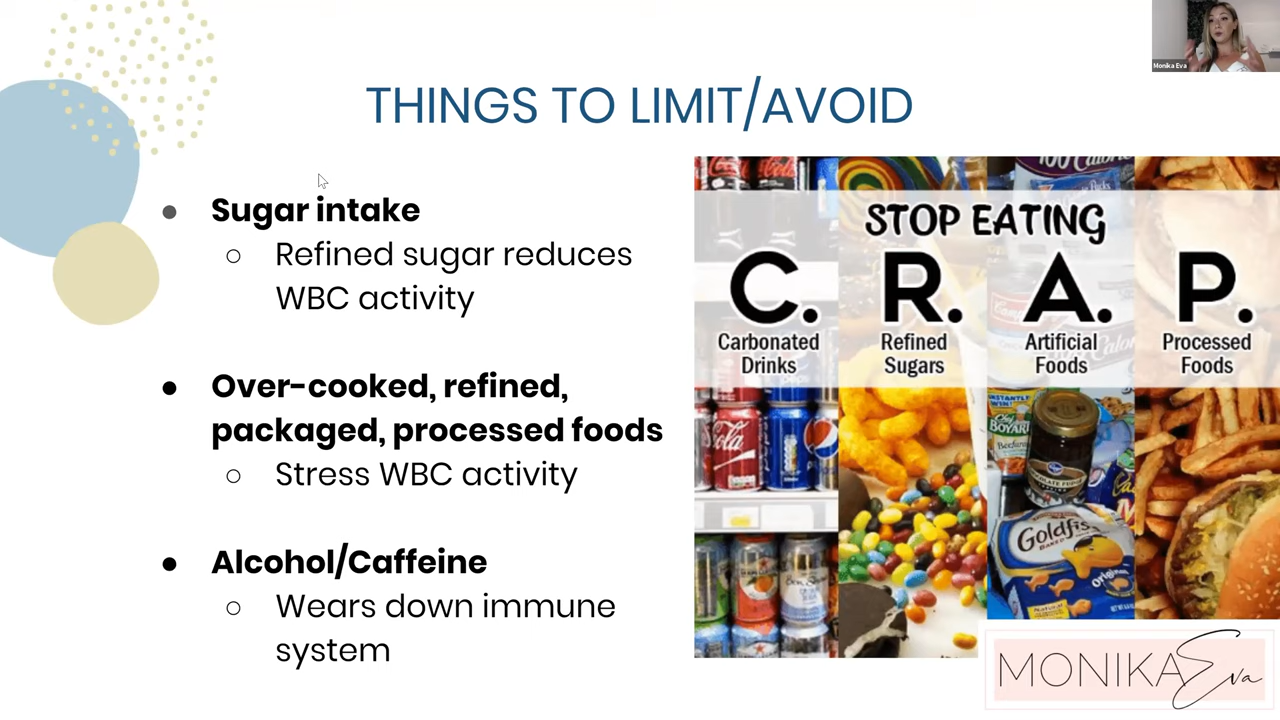 Monika Eva
THINGS TO LIMIT/AVOID
● Sugar intake
○ Refined sugar reduces
WBC activity
● Over-cooked, refined,
packaged, processed foods
○ Stress WBC activity
● Alcohol/Caffeine
○ Wears down immune
system
STOP EATING
C. R. A. P.
Carbonated
Drinks
Refined
Sugars
Artificial
Foods
Processed
Foods
Goldfis
Original
MONIKA Eva